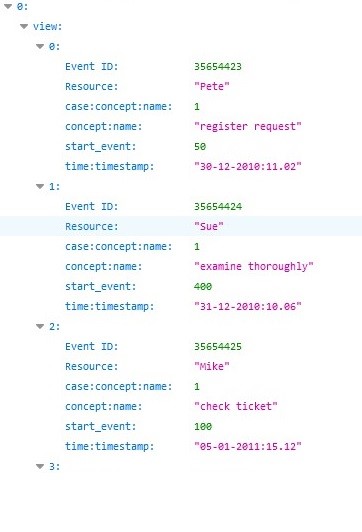 0:
view:
0:
Event ID: 35654423
Resource: "Pete"
case:concept:name: 1
concept:name: "register request"
start_event: 50
time:timestamp: "30-12-2010:11.02"
1:
Event ID: 35654424
Resource: "Sue"
case:concept:name: 1
concept:name: "examine thoroughly"
start_event: 400
time:timestamp: "31-12-2010:10.06"
2:
Event ID: 35654425
Resource: "Mike"
case:concept:name: 1
concept:name: "check ticket"
start_event: 100
time:timestamp: "05-01-2011:15.12"
3: